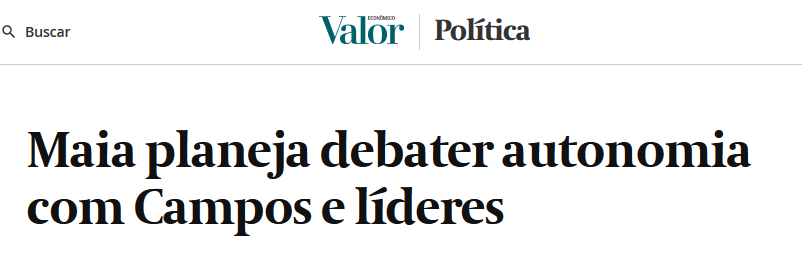 Buscar
Valor ECONÔMICO
Política
Maia planeja debater autonomia
com Campos e líderes